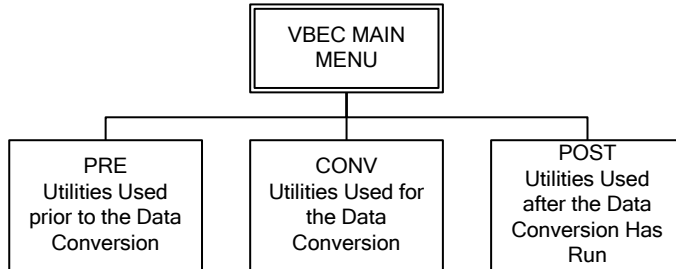 VBEC MAIN
MENU
PRE
Utilities Used
prior to the Data
Conversion
CONV
Utilities Used for
the Data
Conversion
POST
Utilities Used
after the Data
Conversion Has
Run